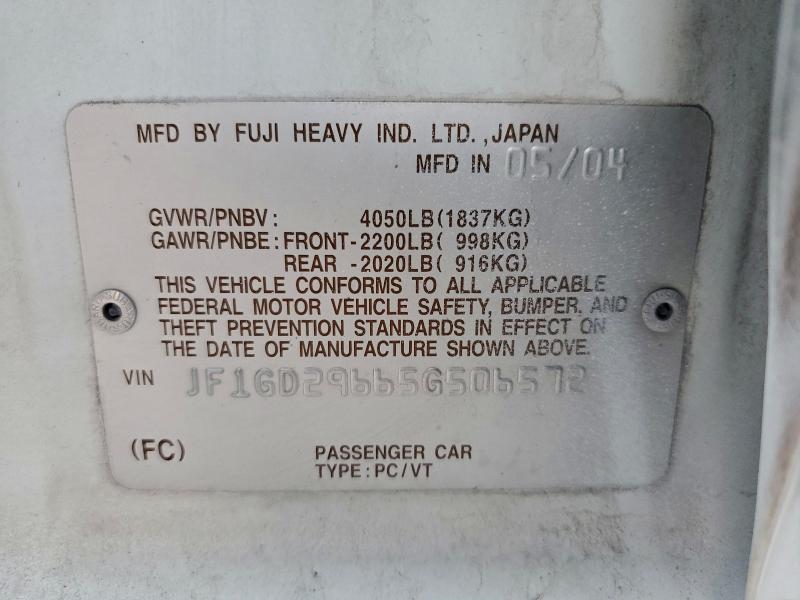 MFD BY FUJI HEAVY IND. LTD.,JAPAN
MFD IN 05/04
GVWR/PNBV: 4050LB(1837KG)
GAWR/PNBE:FRONT-2200LB( 998KG)
REAR -2020LB( 916KG)
THIS VEHICLE CONFORMS TO ALL APPLICABLE
FEDERAL MOTOR VEHICLE SAFETY, BUMPER, AND
THEFT PREVENTION STANDARDS IN EFFECT ON
THE DATE OF MANUFACTURE SHOWN ABOVE.
VIN JF1GD29665G506572
(FC) PASSENGER CAR
TYPE:PC/VT